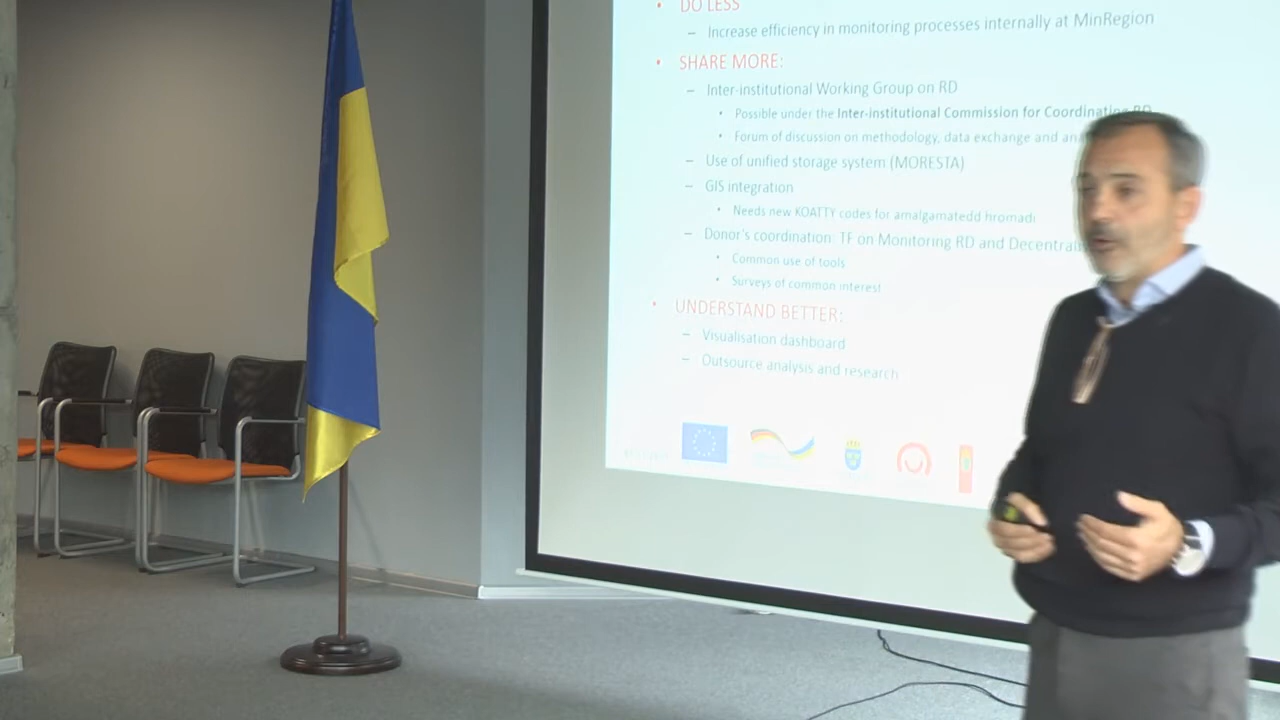 • DO LESS
– Increase efficiency in monitoring processes internally at MinRegion
• SHARE MORE:
– Inter-institutional Working Group on RD
• Possible under the Inter-institutional Commission for Coordinating RD
• Forum of discussion on methodology, data exchange and
– Use of unified storage system (MORESTA)
– GIS integration
• Needs new KOATTY codes for amalgamatedd hromadi
– Donor's coordination: TF on Monitoring RD and
• Common use of tools
• Surveys of common interest
• UNDERSTAND BETTER:
– Visualisation dashboard
– Outsource analysis and research